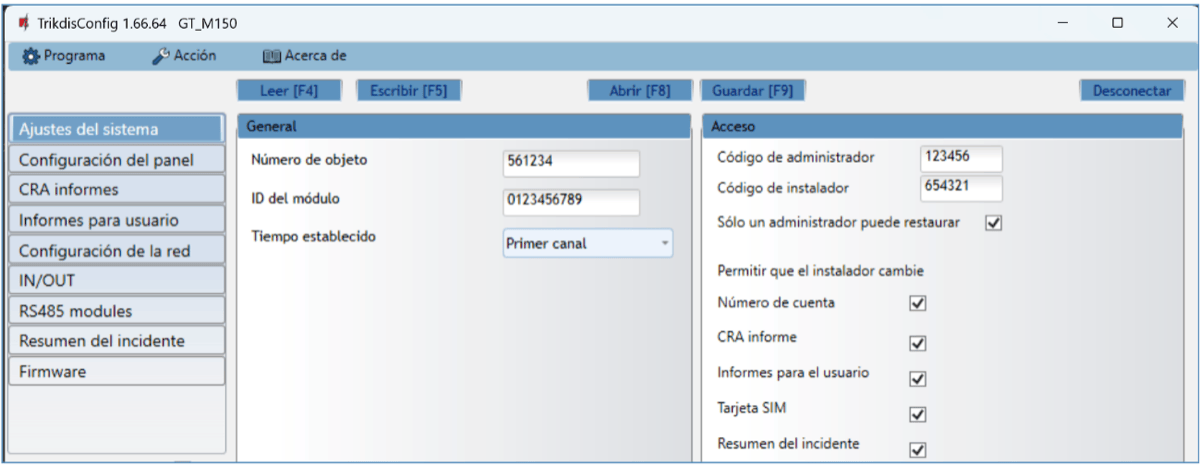 TrikdisConfig 1.66.64 GT_M150
Programa Acción Acerca de
Leer [F4] Escribir [F5] Abrir [F8] Guardar [F9] Desconectar
Ajustes del sistema
Configuración del panel
CRA informes
Informes para usuario
Configuración de la red
IN/OUT
RS485 modules
Resumen del incidente
Firmware
General
Número de objeto 561234
ID del módulo 0123456789
Tiempo establecido Primer canal
Acceso
Código de administrador 123456
Código de instalador 654321
Sólo un administrador puede restaurar
Permitir que el instalador cambie
Número de cuenta
CRA informe
Informes para el usuario
Tarjeta SIM
Resumen del incidente